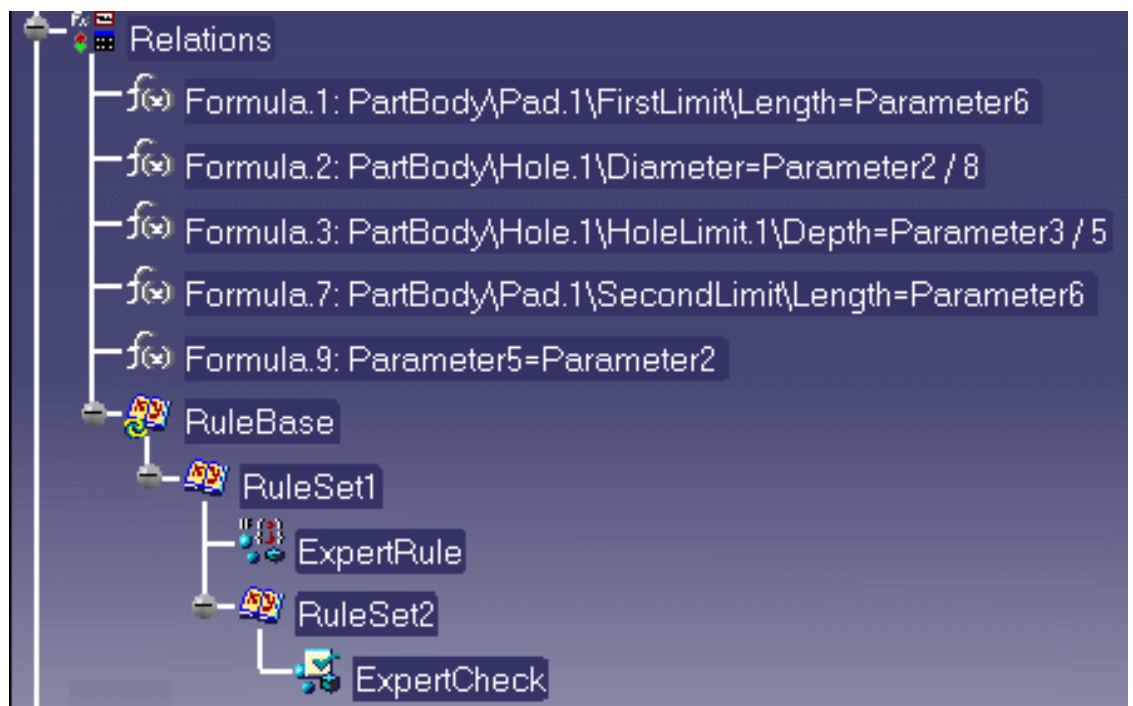 Relations
Formula.1: PartBody\Pad.1\FirstLimit\Length=Parameter6
Formula.2: PartBody\Hole.1\Diameter=Parameter2 / 8
Formula.3: PartBody\Hole.1\HoleLimit.1\Depth=Parameter3 / 5
Formula.7: PartBody\Pad.1\SecondLimit\Length=Parameter6
Formula.9: Parameter5=Parameter2
RuleBase
RuleSet1
ExpertRule
RuleSet2
ExpertCheck